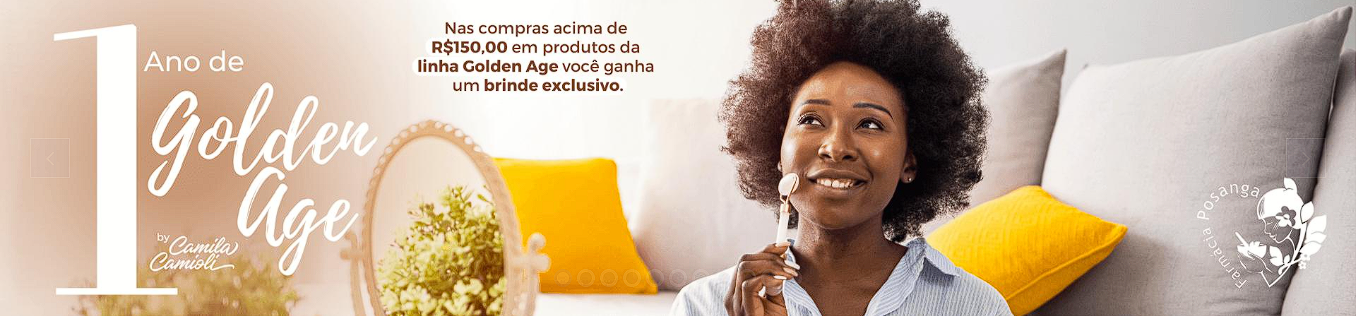 1
Ano de
Golden
Age
by Camila
Camioli
Nas compras acima de
R$150,00 em produtos da
linha Golden Age você ganha
um brinde exclusivo.
Farmacia Posanga